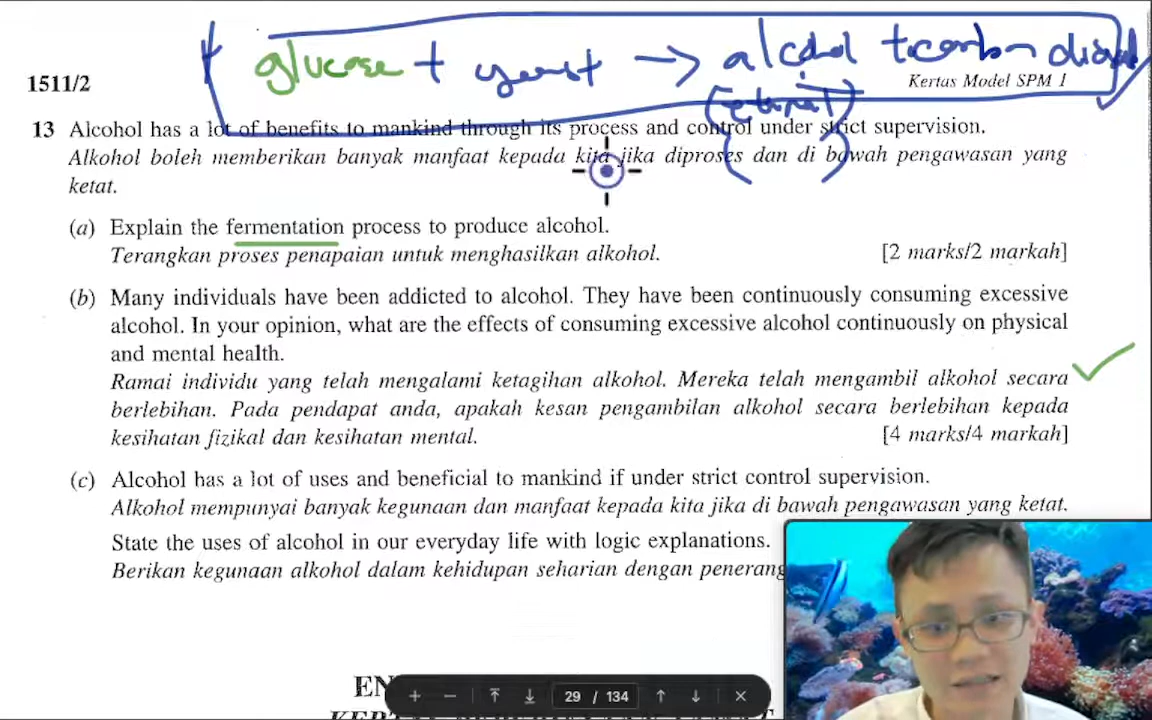 glucose + yeast → alcohol + carbon dioxide
(etanol)
1511/2
Kertas Model SPM 1
13 Alcohol has a lot of benefits to mankind through its process and control under strict supervision.
Alkohol boleh memberikan banyak manfaat kepada kita jika diproses dan di bawah pengawasan yang
ketat.
(a) Explain the fermentation process to produce alcohol.
Terangkan proses penapaian untuk menghasilkan alkohol. [2 marks/2 markah]
(b) Many individuals have been addicted to alcohol. They have been continuously consuming excessive
alcohol. In your opinion, what are the effects of consuming excessive alcohol continuously on physical
and mental health.
Ramai individu yang telah mengalami ketagihan alkohol. Mereka telah mengambil alkohol secara
berlebihan. Pada pendapat anda, apakah kesan pengambilan alkohol secara berlebihan kepada
kesihatan fizikal dan kesihatan mental. [4 marks/4 markah]
(c) Alcohol has a lot of uses and beneficial to mankind if under strict control supervision.
Alkohol mempunyai banyak kegunaan dan manfaat kepada kita jika di bawah pengawasan yang ketat.
State the uses of alcohol in our everyday life with logic explanations.
Berikan kegunaan alkohol dalam kehidupan seharian dengan
29 / 134